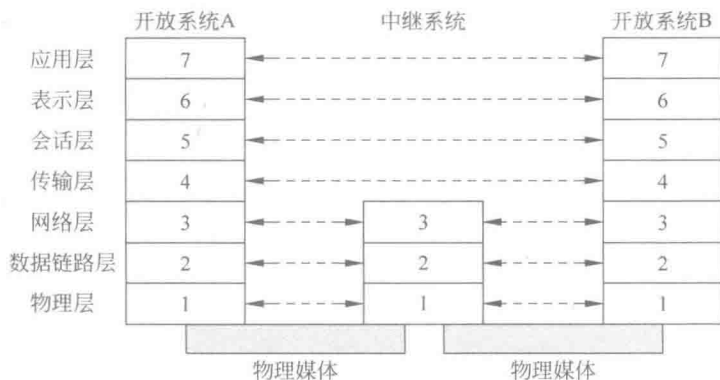 开放系统A 中继系统 开放系统B
应用层 7 7
表示层 6 6
会话层 5 5
传输层 4 4
网络层 3 3 3
数据链路层 2 2 2
物理层 1 1 1
物理媒体 物理媒体